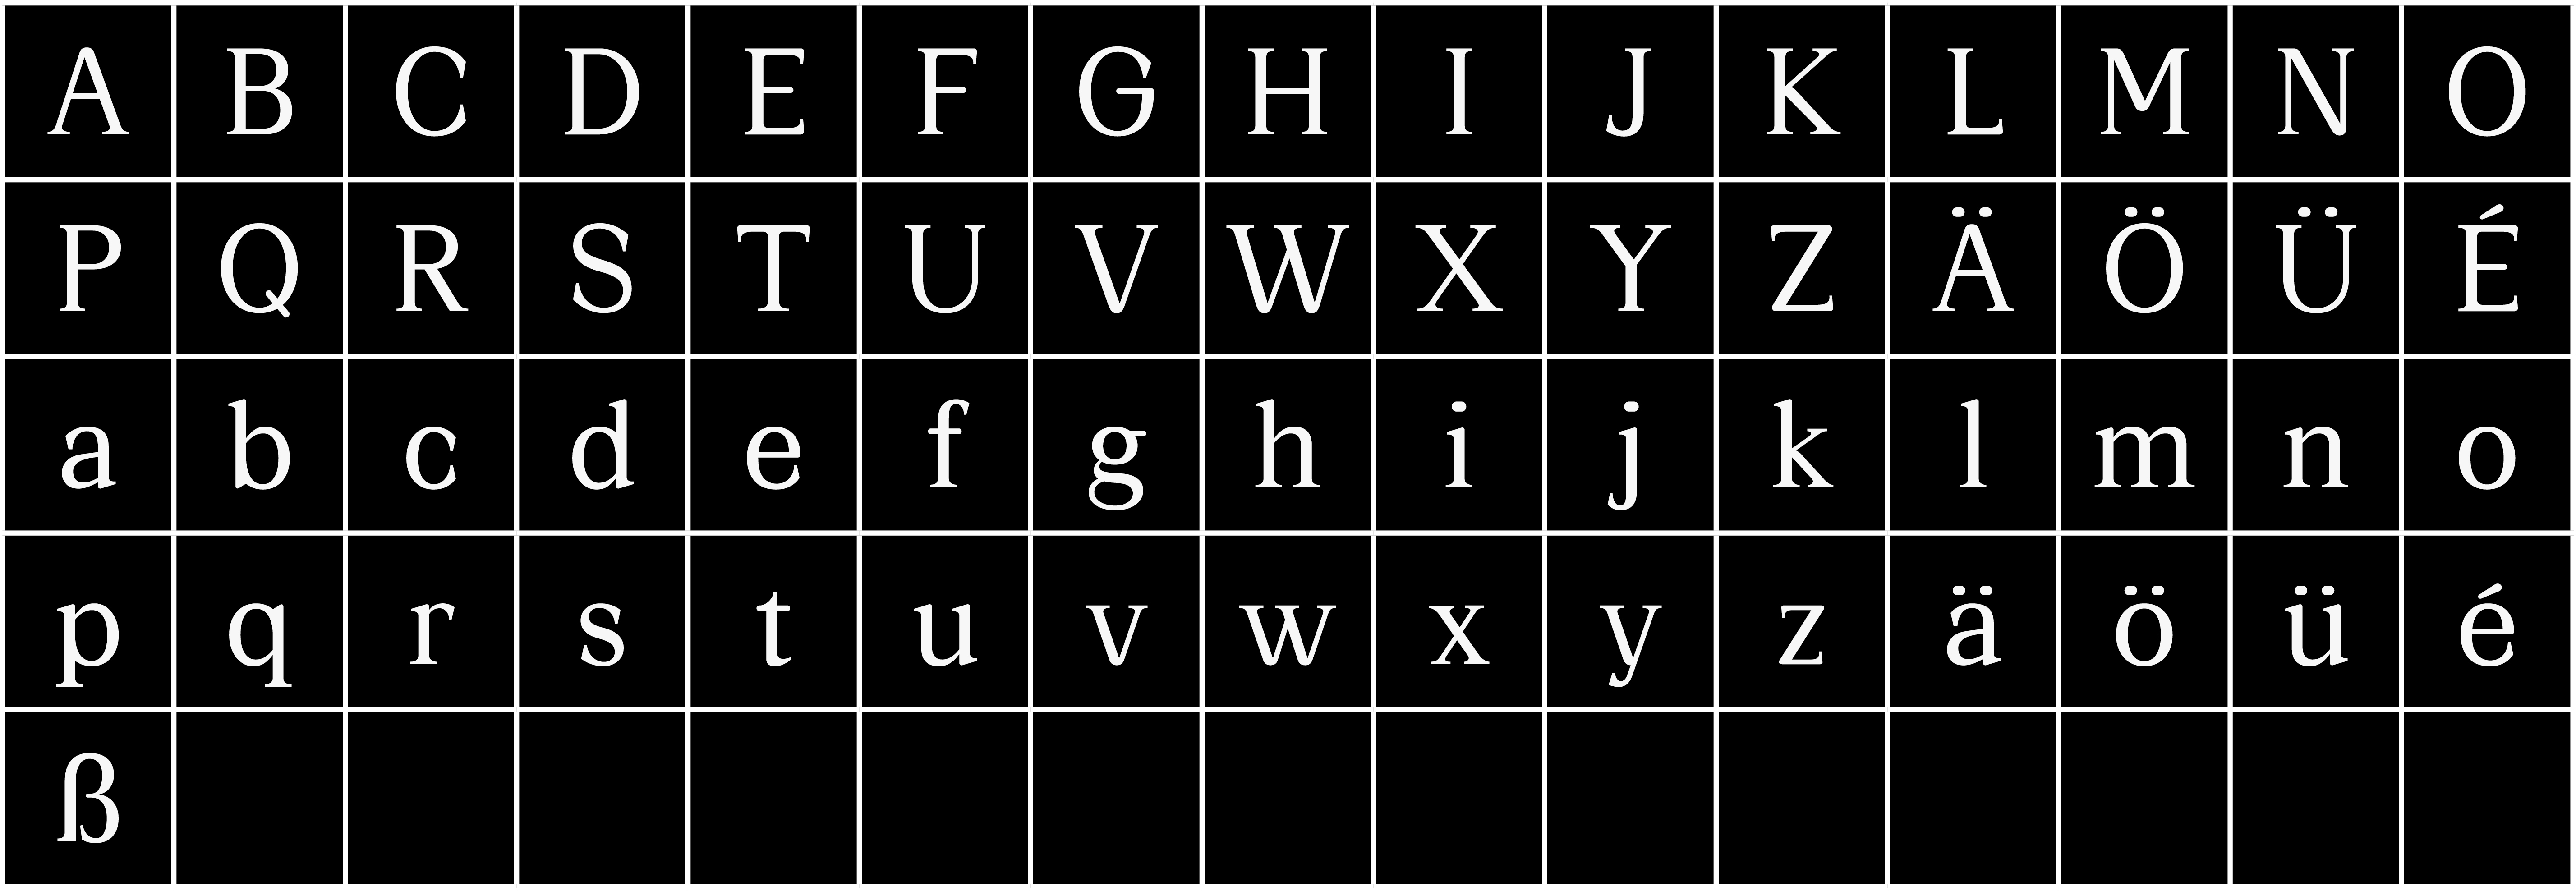 A B C D E F G H I J K L M N O
P Q R S T U V W X Y Z Ä Ö Ü É
a b c d e f g h i j k l m n o
p q r s t u v w x y z ä ö ü é
ß